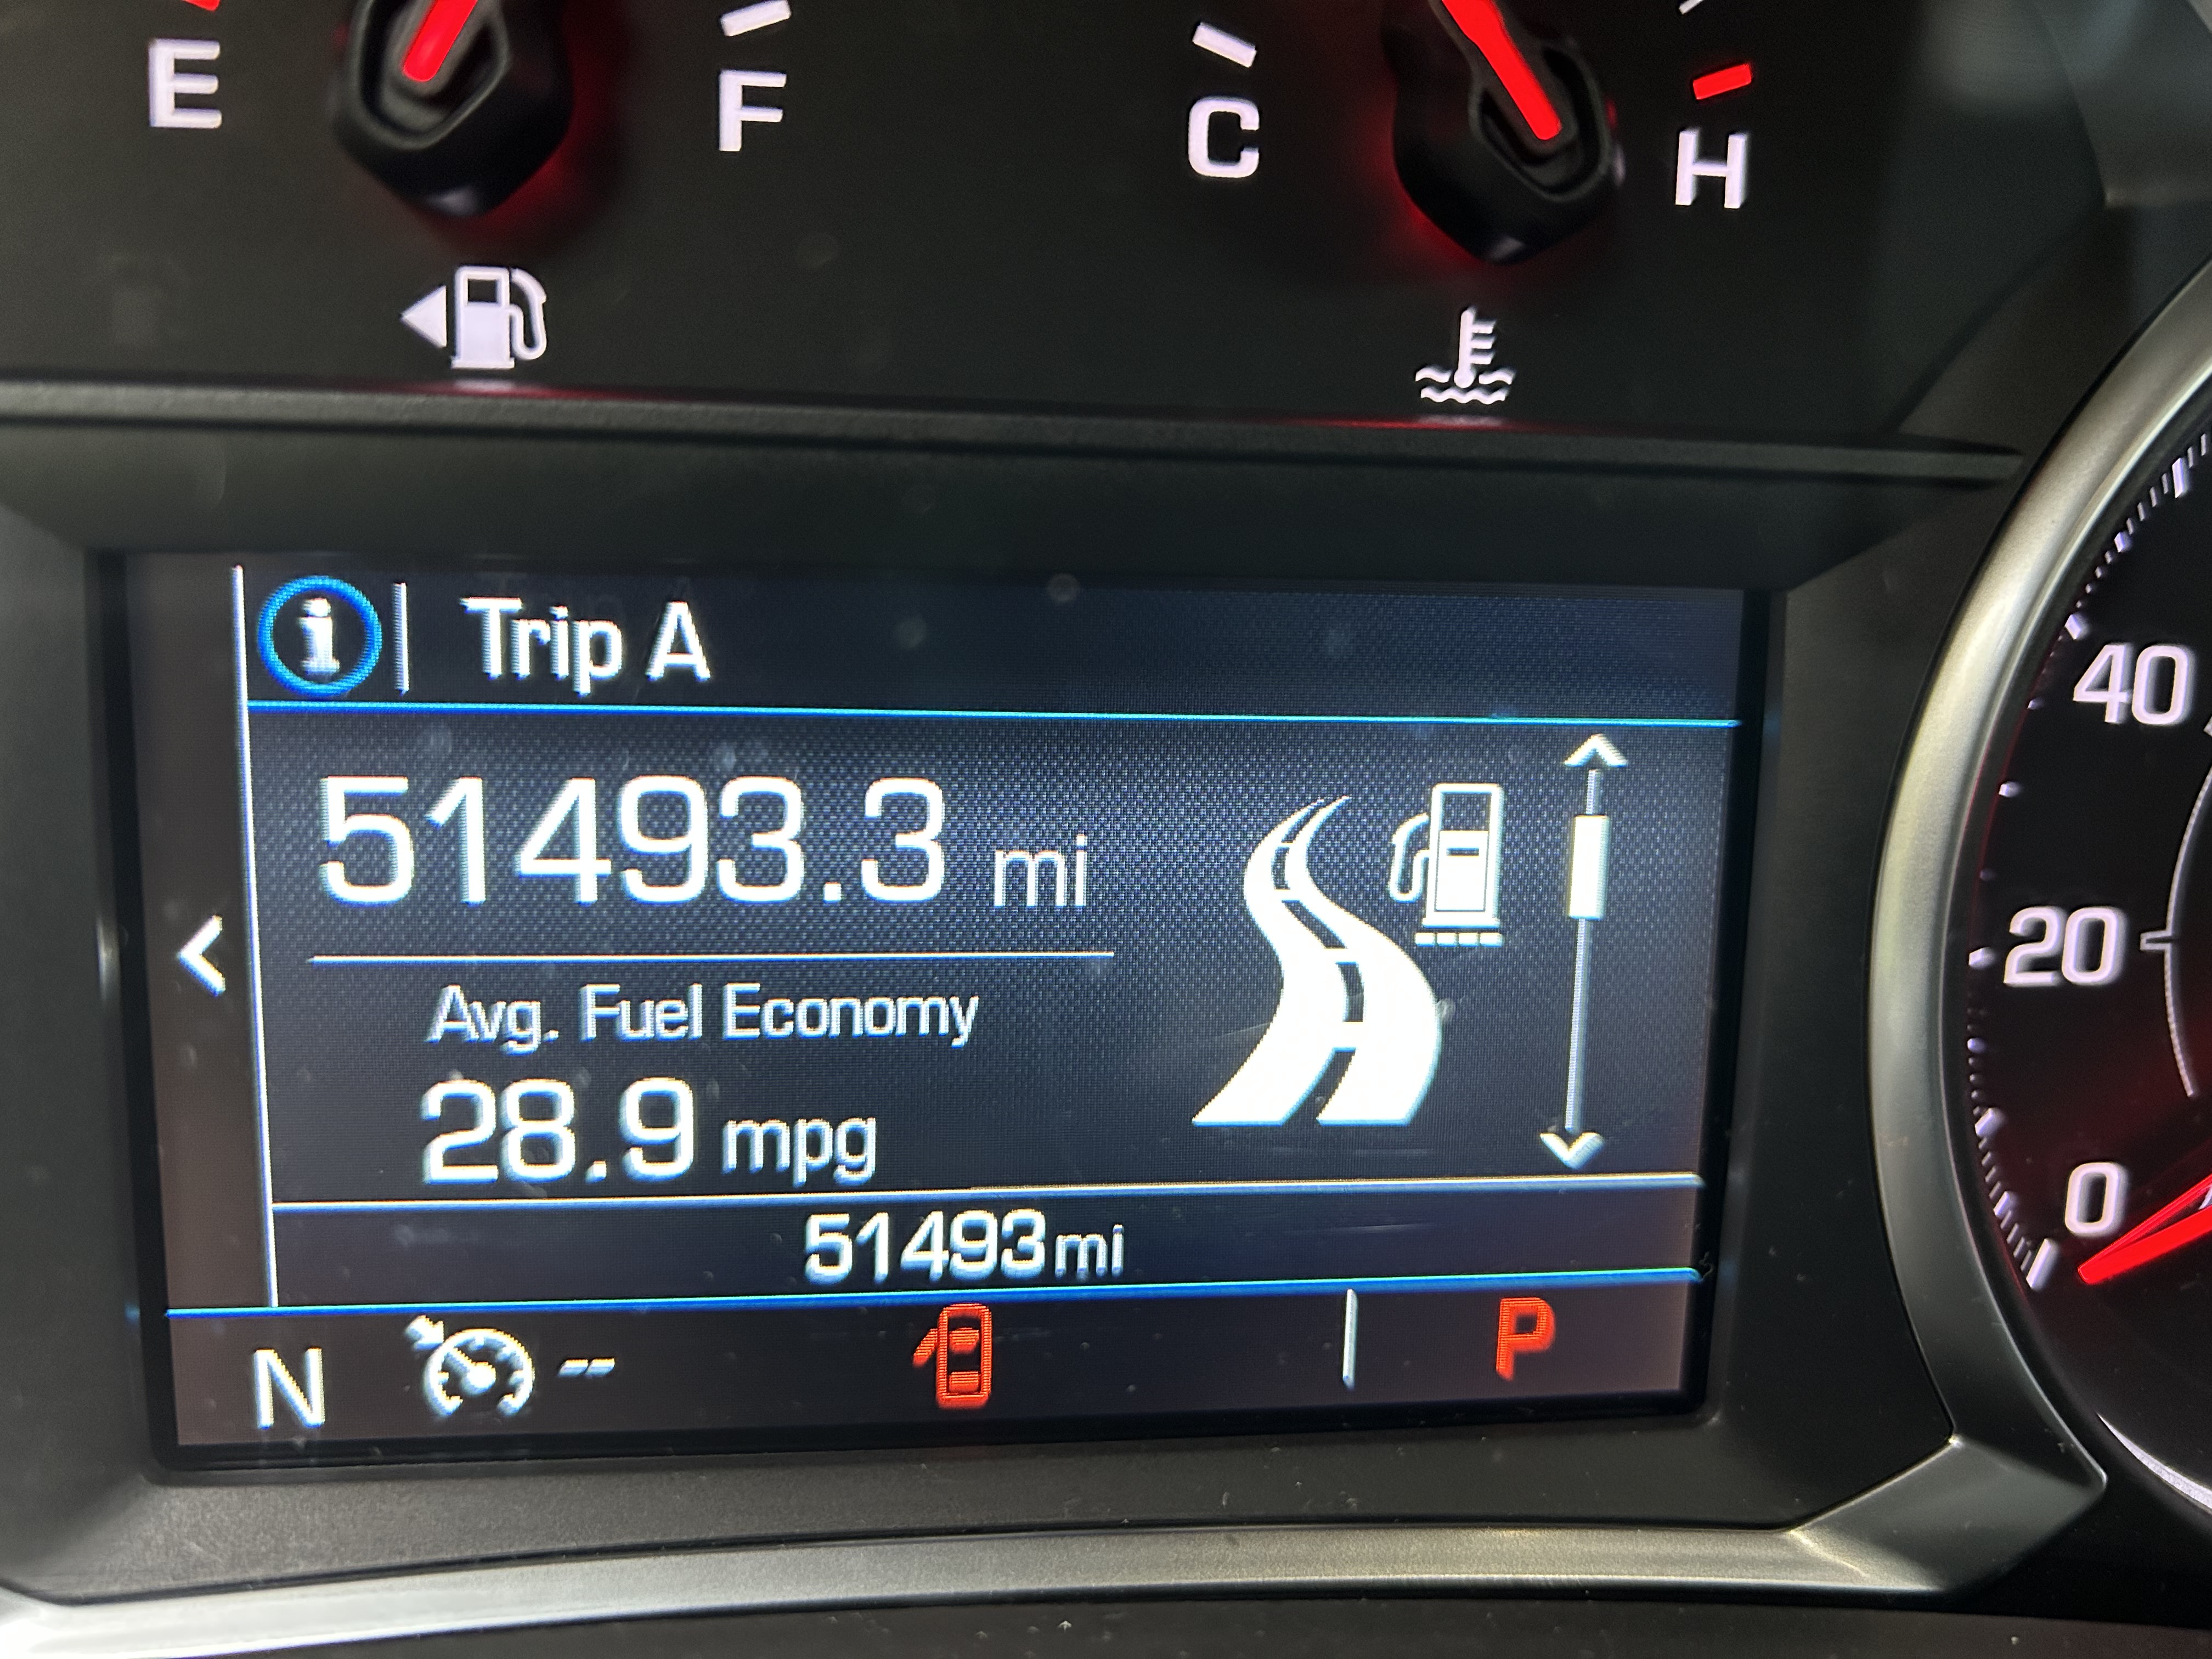 E F C H
Trip A
51493.3 mi
Avg. Fuel Economy
28.9 mpg
51493 mi
N -- P
40
20
0